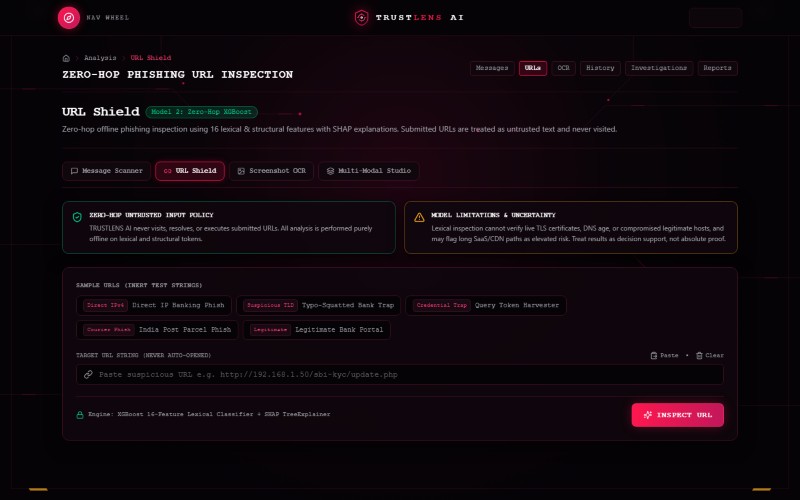 NAV WHEEL
TRUSTLENS AI
Analysis › URL Shield
ZERO-HOP PHISHING URL INSPECTION
Messages URLs OCR History Investigations Reports
URL Shield Model 2: Zero-Hop XGBoost
Zero-hop offline phishing inspection using 16 lexical & structural features with SHAP explanations. Submitted URLs are treated as untrusted text and never visited.
Message Scanner URL Shield Screenshot OCR Multi-Modal Studio
ZERO-HOP UNTRUSTED INPUT POLICY
TRUSTLENS AI never visits, resolves, or executes submitted URLs. All analysis is performed purely
offline on lexical and structural tokens.
MODEL LIMITATIONS & UNCERTAINTY
Lexical inspection cannot verify live TLS certificates, DNS age, or compromised legitimate hosts, and
may flag long SaaS/CDN paths as elevated risk. Treat results as decision support, not absolute proof.
SAMPLE URLS (INERT TEST STRINGS)
Direct IPv4 Direct IP Banking Phish Suspicious TLD Typo-Squatted Bank Trap Credential Trap Query Token Harvester
Courier Phish India Post Parcel Phish Legitimate Legitimate Bank Portal
TARGET URL STRING (NEVER AUTO-OPENED) Paste • Clear
Paste suspicious URL e.g. http://192.168.1.50/sbi-kyc/update.php
Engine: XGBoost 16-Feature Lexical Classifier + SHAP TreeExplainer
INSPECT URL